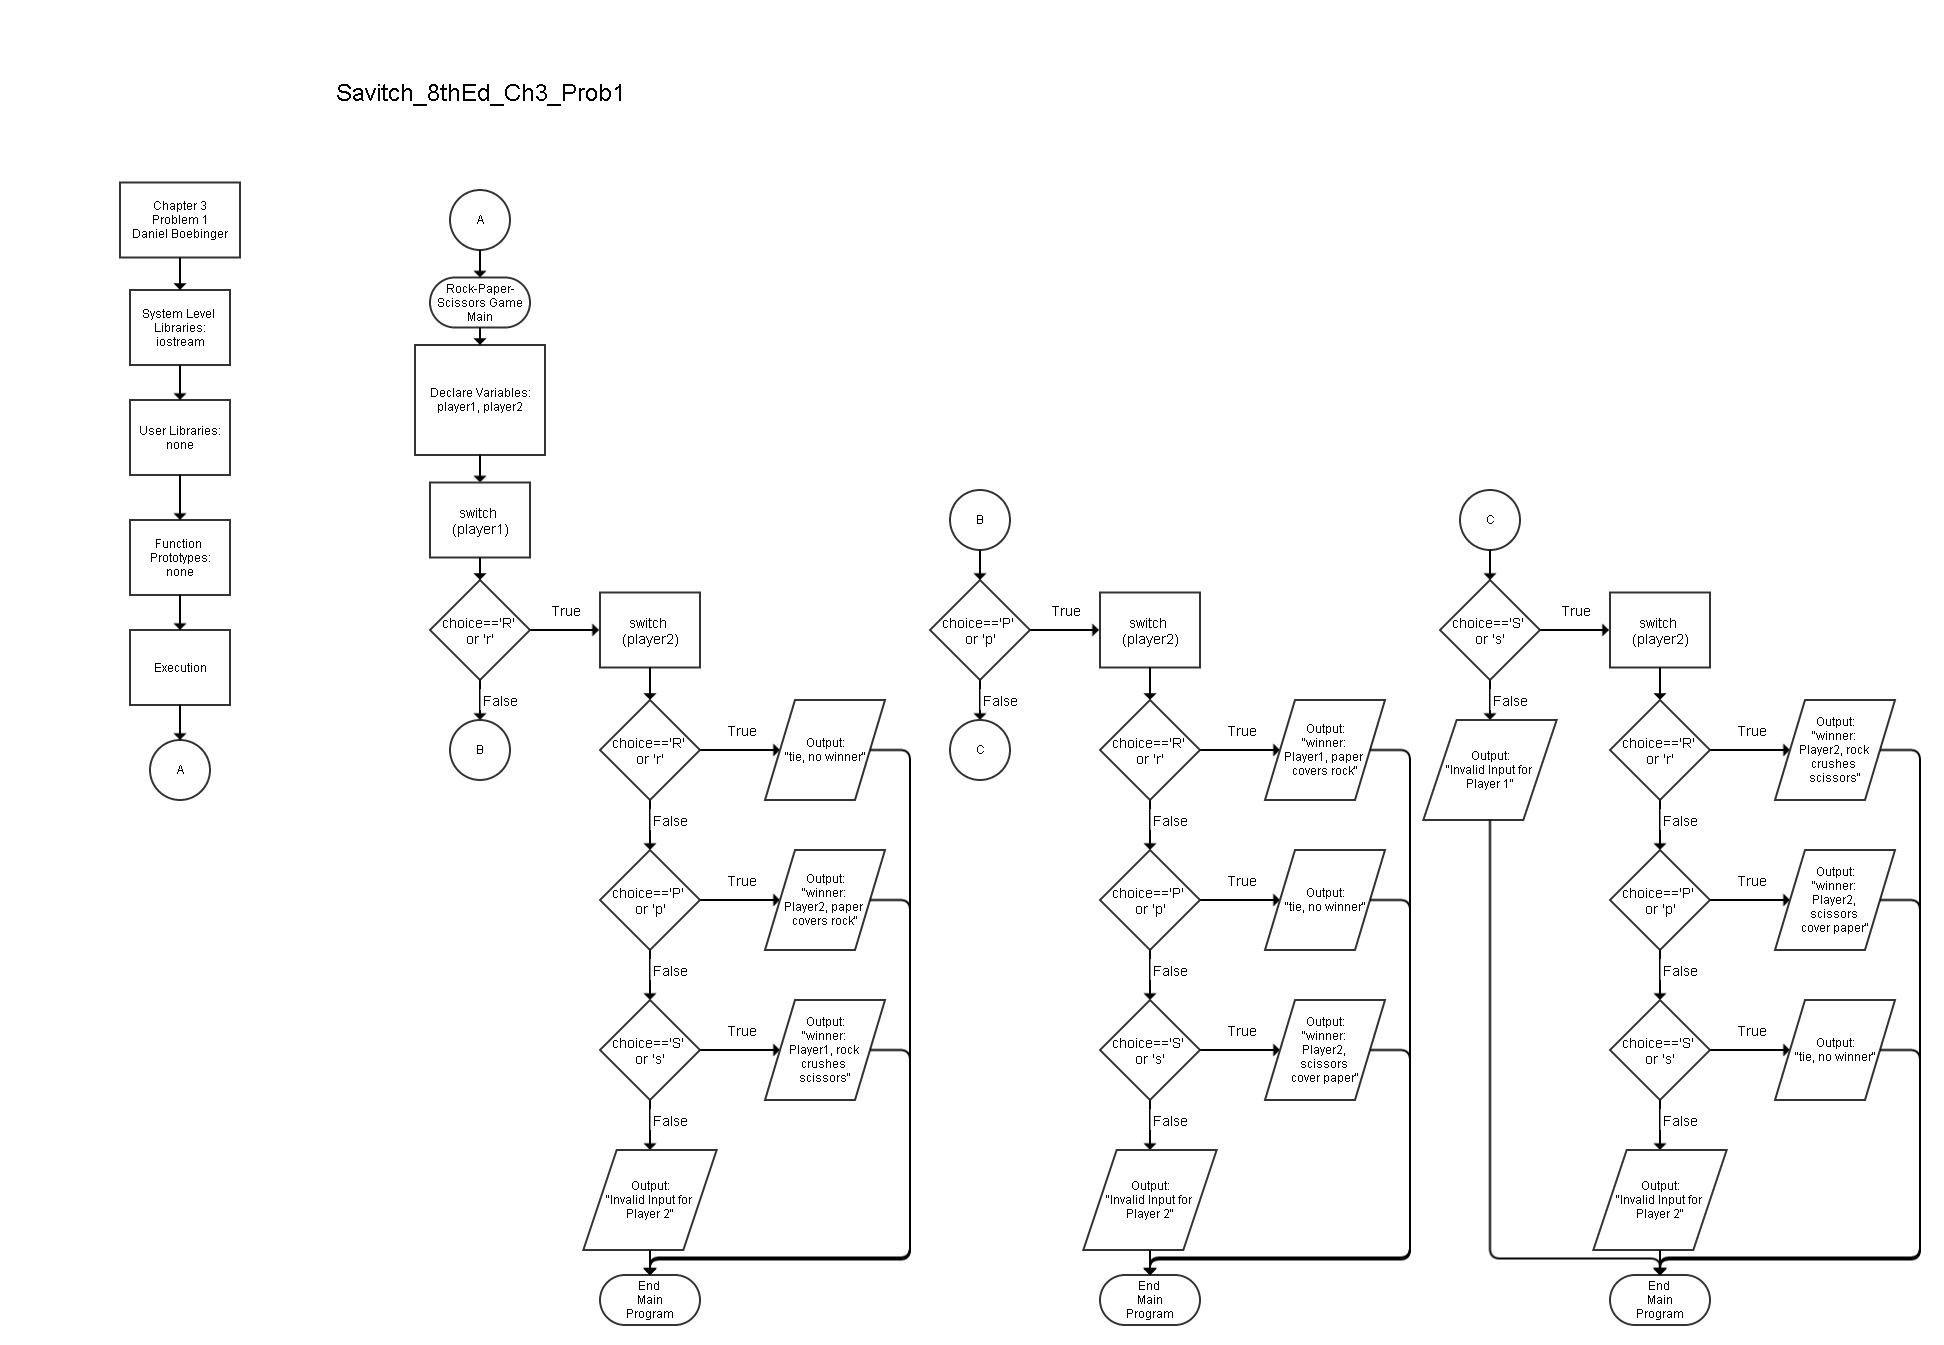 Savitch_8thEd_Ch3_Prob1
Chapter 3
Problem 1
Daniel Boebinger
System Level
Libraries:
iostream
User Libraries:
none
Function
Prototypes:
none
Execution
A
A
Rock-Paper-
Scissors Game
Main
Declare Variables:
player1, player2
switch
(player1)
choice=='R'
or 'r'
True
False
B
switch
(player2)
choice=='R'
or 'r'
True
Output:
"tie, no winner"
False
choice=='P'
or 'p'
True
Output:
"winner:
Player2, paper
covers rock"
False
choice=='S'
or 's'
True
Output:
"winner:
Player1, rock
crushes
scissors"
False
Output:
"Invalid Input for
Player 2"
End
Main
Program
B
choice=='P'
or 'p'
True
False
C
switch
(player2)
choice=='R'
or 'r'
True
Output:
"winner:
Player1, paper
covers rock"
False
choice=='P'
or 'p'
True
Output:
"tie, no winner"
False
choice=='S'
or 's'
True
Output:
"winner:
Player2,
scissors
cover paper"
False
Output:
"Invalid Input for
Player 2"
End
Main
Program
C
choice=='S'
or 's'
True
False
Output:
"Invalid Input for
Player 1"
switch
(player2)
choice=='R'
or 'r'
True
Output:
"winner:
Player2, rock
crushes
scissors"
False
choice=='P'
or 'p'
True
Output:
"winner:
Player2,
scissors
cover paper"
False
choice=='S'
or 's'
True
Output:
"tie, no winner"
False
Output:
"Invalid Input for
Player 2"
End
Main
Program